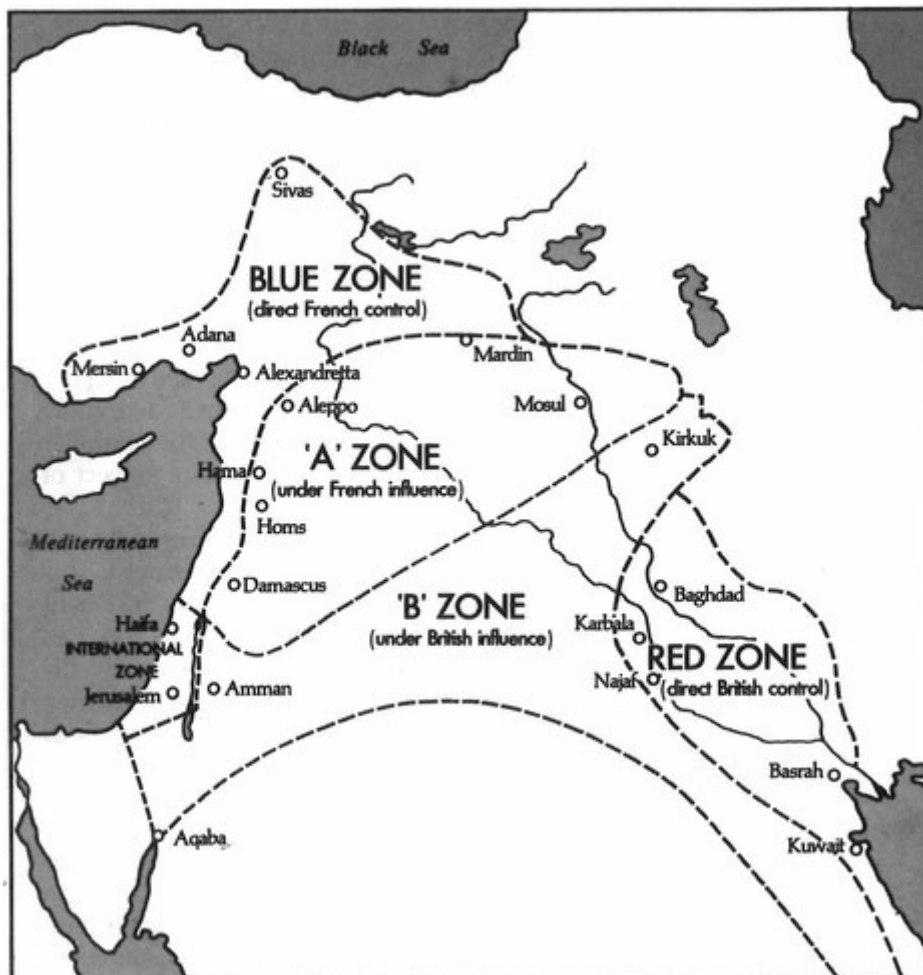 Black Sea
Sivas
BLUE ZONE
(direct French control)
Adana
Mersin
Mardin
Alexandretta
Aleppo
Mosul
Kirkuk
'A' ZONE
Hama
(under French influence)
Homs
Mediterranean
Sea
Damascus
Baghdad
'B' ZONE
Haifa
(under British influence)
Karbala
INTERNATIONAL
ZONE
RED ZONE
Najaf
(direct British control)
Jerusalem
Amman
Basrah
Aqaba
Kuwait